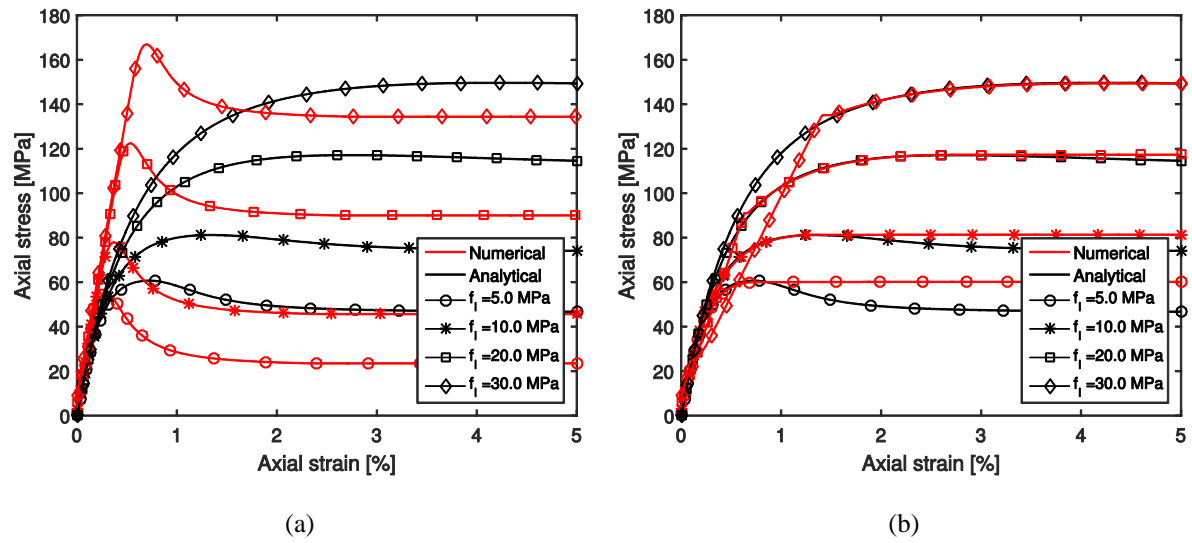 180
160
140
120
100
80
60
40
20
0
Axial stress [MPa]
0 1 2 3 4 5
Axial strain [%]
Numerical
Analytical
f_l =5.0 MPa
f_l =10.0 MPa
f_l =20.0 MPa
f_l =30.0 MPa
(a)
180
160
140
120
100
80
60
40
20
0
Axial stress [MPa]
0 1 2 3 4 5
Axial strain [%]
Numerical
Analytical
f_l =5.0 MPa
f_l =10.0 MPa
f_l =20.0 MPa
f_l =30.0 MPa
(b)